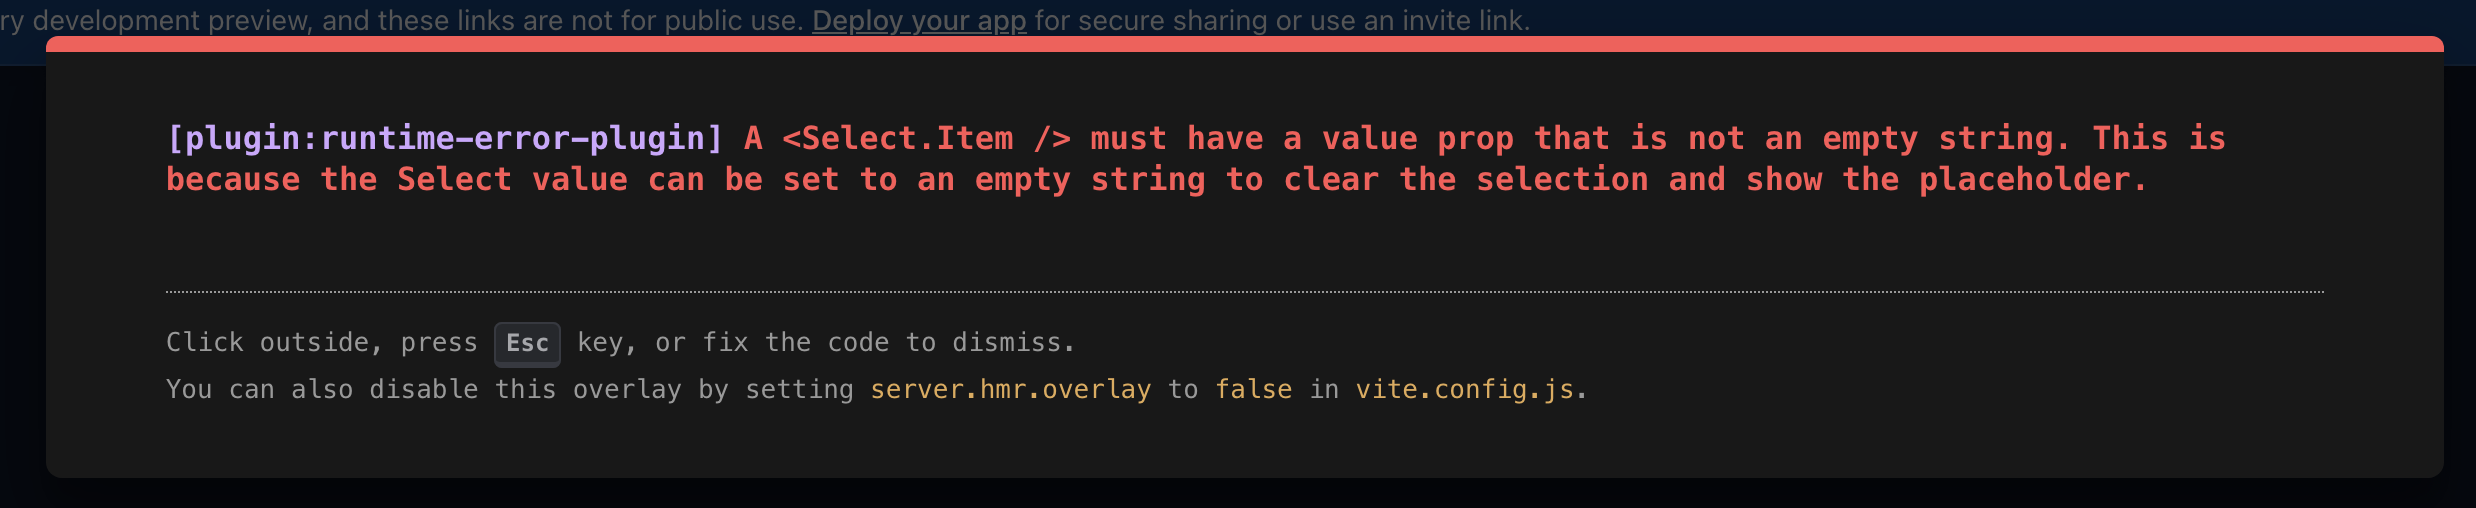 ry development preview, and these links are not for public use. Deploy your app for secure sharing or use an invite link.
[plugin:runtime-error-plugin] A <Select.Item /> must have a value prop that is not an empty string. This is
because the Select value can be set to an empty string to clear the selection and show the placeholder.
Click outside, press Esc key, or fix the code to dismiss.
You can also disable this overlay by setting server.hmr.overlay to false in vite.config.js.